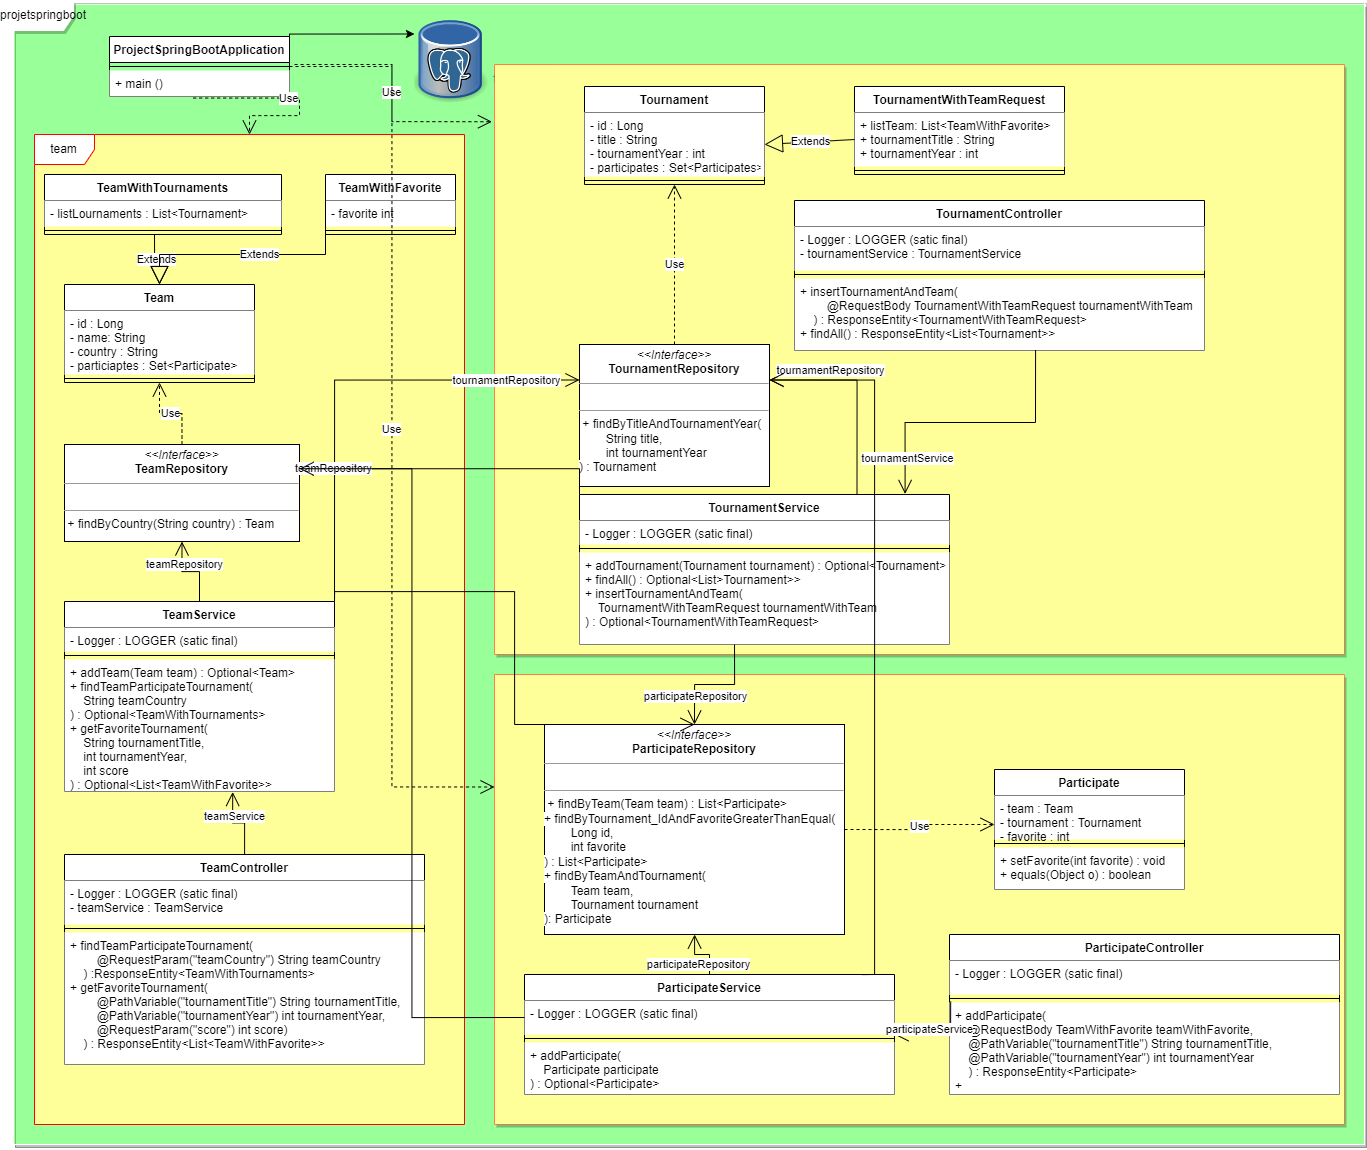 projetspringboot
ProjectSpringBootApplication
+ main ()
Use
Use
team
TeamWithTournaments
- listLournaments : List<Tournament>
TeamWithFavorite
- favorite int
Extends
Extends
Team
- id : Long
- name: String
- country : String
- particiaptes : Set<Participate>
Use
<<Interface>>
TeamRepository
+ findByCountry(String country) : Team
teamRepository
teamRepository
TeamService
- Logger : LOGGER (satic final)
+ addTeam(Team team) : Optional<Team>
+ findTeamParticipateTournament(
String teamCountry
) : Optional<TeamWithTournaments>
+ getFavoriteTournament(
String tournamentTitle,
int tournamentYear,
int score
) : Optional<List<TeamWithFavorite>>
teamService
TeamController
- Logger : LOGGER (satic final)
- teamService : TeamService
+ findTeamParticipateTournament(
@RequestParam("teamCountry") String teamCountry
) :ResponseEntity<TeamWithTournaments>
+ getFavoriteTournament(
@PathVariable("tournamentTitle") String tournamentTitle,
@PathVariable("tournamentYear") int tournamentYear,
@RequestParam("score") int score)
) : ResponseEntity<List<TeamWithFavorite>>
Use
Tournament
- id : Long
- title : String
- tournamentYear : int
- participates : Set<Participates>
Extends
TournamentWithTeamRequest
+ listTeam: List<TeamWithFavorite>
+ tournamentTitle : String
+ tournamentYear : int
TournamentController
- Logger : LOGGER (satic final)
- tournamentService : TournamentService
+ insertTournamentAndTeam(
@RequestBody TournamentWithTeamRequest tournamentWithTeam
) : ResponseEntity<TournamentWithTeamRequest>
+ findAll() : ResponseEntity<List<Tournament>>
Use
<<Interface>>
TournamentRepository
+ findByTitleAndTournamentYear(
String title,
int tournamentYear
) : Tournament
tournamentRepository
tournamentRepository
tournamentService
TournamentService
- Logger : LOGGER (satic final)
+ addTournament(Tournament tournament) : Optional<Tournament>
+ findAll() : Optional<List>Tournament>>
+ insertTournamentAndTeam(
TournamentWithTeamRequest tournamentWithTeam
) : Optional<TournamentWithTeamRequest>
participateRepository
<<Interface>>
ParticipateRepository
+ findByTeam(Team team) : List<Participate>
+ findByTournament_IdAndFavoriteGreaterThanEqual(
Long id,
int favorite
) : List<Participate>
+ findByTeamAndTournament(
Team team,
Tournament tournament
): Participate
Use
Participate
- team : Team
- tournament : Tournament
- favorite : int
+ setFavorite(int favorite) : void
+ equals(Object o) : boolean
participateRepository
ParticipateService
- Logger : LOGGER (satic final)
+ addParticipate(
Participate participate
) : Optional<Participate>
participateService
ParticipateController
- Logger : LOGGER (satic final)
+ addParticipate(
@RequestBody TeamWithFavorite teamWithFavorite,
@PathVariable("tournamentTitle") String tournamentTitle,
@PathVariable("tournamentYear") int tournamentYear
) : ResponseEntity<Participate>
+